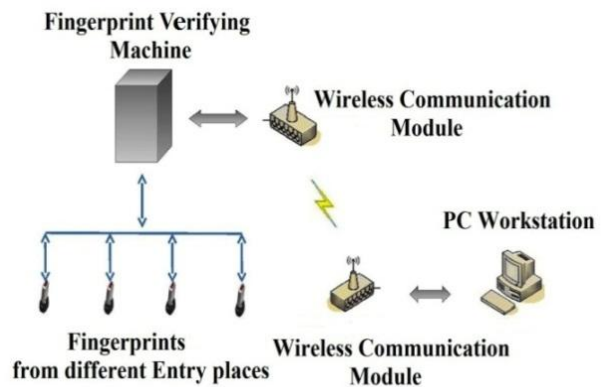 Fingerprint Verifying
Machine
Wireless Communication
Module
PC Workstation
Fingerprints
from different Entry places
Wireless Communication
Module